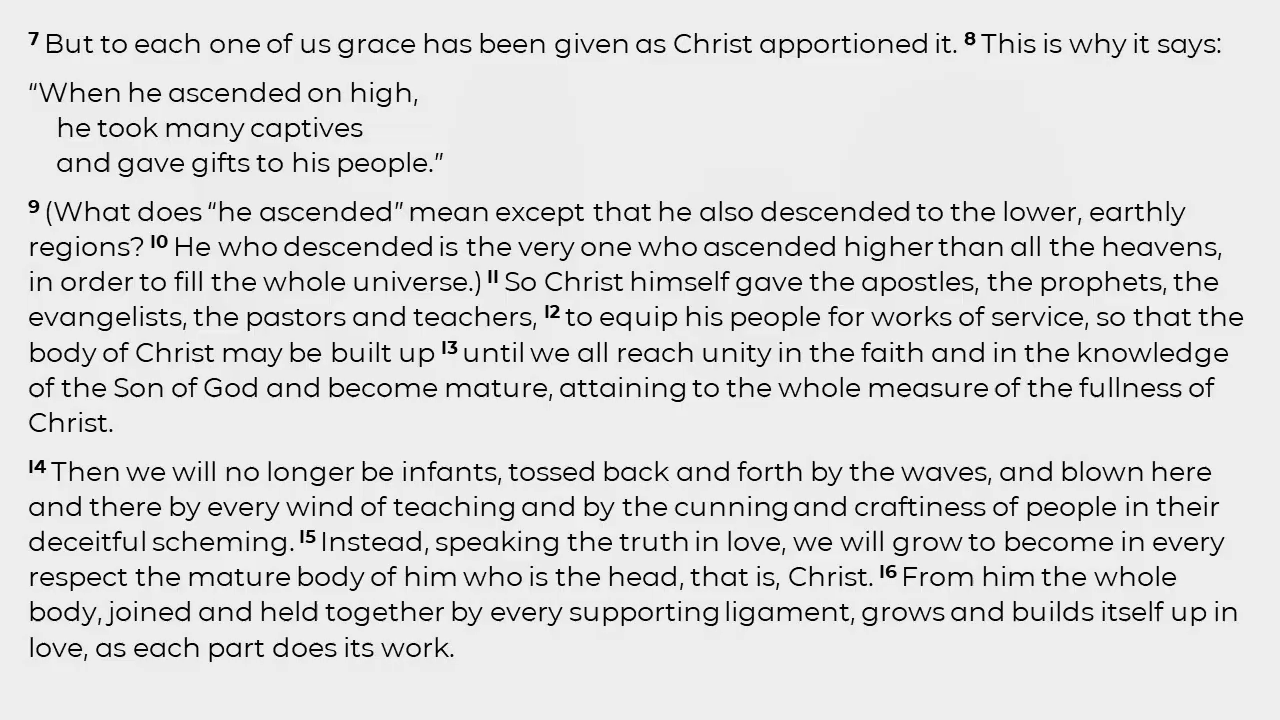 7 But to each one of us grace has been given as Christ apportioned it. 8 This is why it says:
“When he ascended on high,
he took many captives
and gave gifts to his people.”
9 (What does “he ascended” mean except that he also descended to the lower, earthly
regions? 10 He who descended is the very one who ascended higher than all the heavens,
in order to fill the whole universe.) 11 So Christ himself gave the apostles, the prophets, the
evangelists, the pastors and teachers, 12 to equip his people for works of service, so that the
body of Christ may be built up 13 until we all reach unity in the faith and in the knowledge
of the Son of God and become mature, attaining to the whole measure of the fullness of
Christ.
14 Then we will no longer be infants, tossed back and forth by the waves, and blown here
and there by every wind of teaching and by the cunning and craftiness of people in their
deceitful scheming. 15 Instead, speaking the truth in love, we will grow to become in every
respect the mature body of him who is the head, that is, Christ. 16 From him the whole
body, joined and held together by every supporting ligament, grows and builds itself up in
love, as each part does its work.